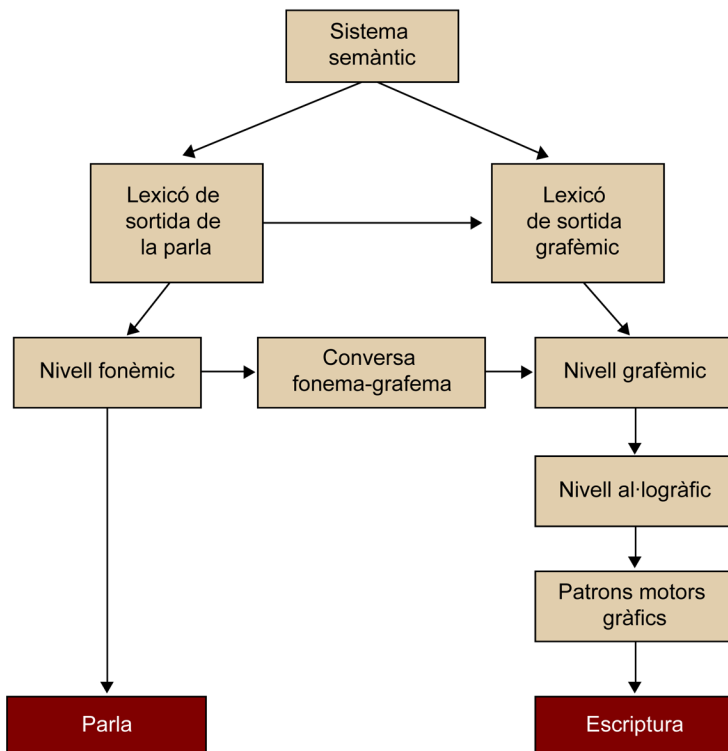 Sistema
semàntic
Lexicó de
sortida de
la parla
Lexicó
de sortida
grafèmic
Nivell fonèmic
Conversa
fonema-grafema
Nivell grafèmic
Nivell al·logràfic
Patrons motors
gràfics
Parla
Escriptura